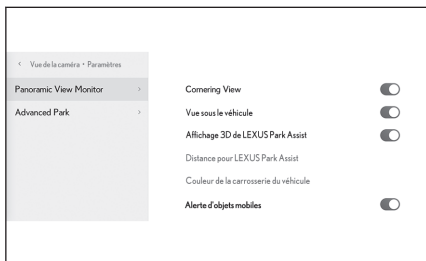 Vue de la caméra • Paramètres
Panoramic View Monitor
Advanced Park
Cornering View
Vue sous le véhicule
Affichage 3D de LEXUS Park Assist
Distance pour LEXUS Park Assist
Couleur de la carrosserie du véhicule
Alerte d'objets mobiles